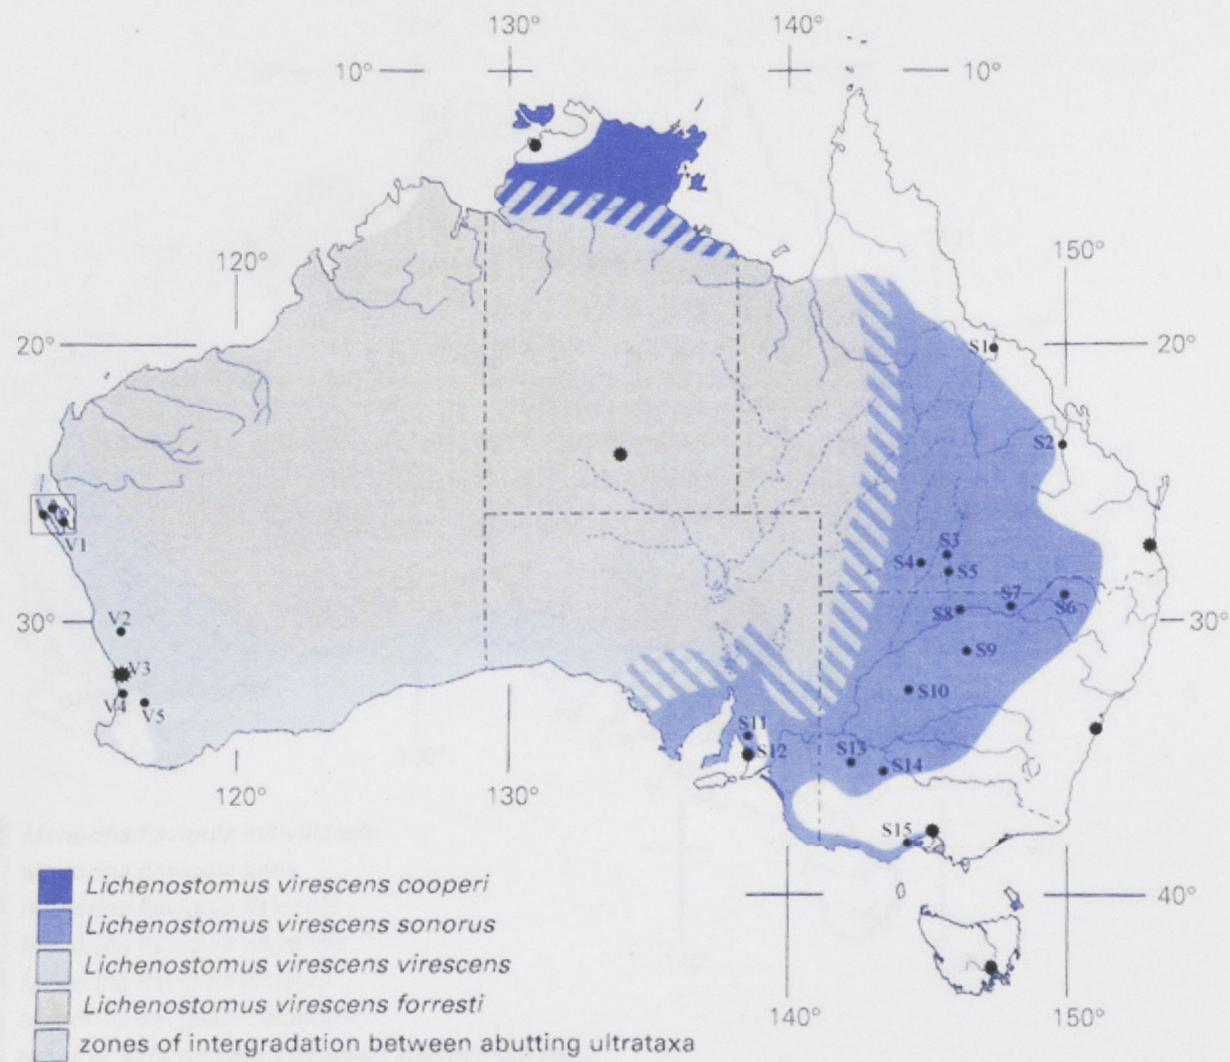 130°
140°
10°
10°
120°
150°
20°
S1
20°
S2
V1
S3
S4
S5
S7
S6
S8
30°
V2
30°
S9
V3
V4
V5
S10
S11
S12
S13
S14
120°
130°
S15
Lichenostomus virescens cooperi
40°
Lichenostomus virescens sonorus
Lichenostomus virescens virescens
Lichenostomus virescens forresti
140°
150°
zones of intergradation between abutting ultrataxa